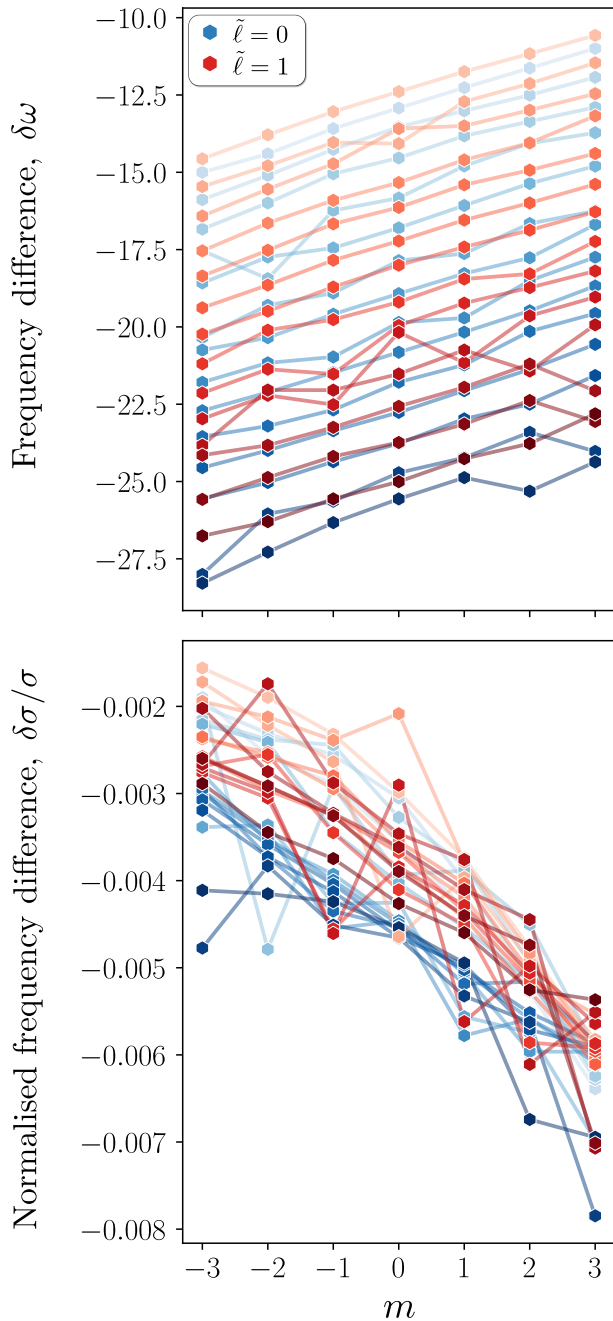 Frequency difference, δω
−10.0
−12.5
−15.0
−17.5
−20.0
−22.5
−25.0
−27.5
ℓ̃ = 0
ℓ̃ = 1
Normalised frequency difference, δσ/σ
−0.002
−0.003
−0.004
−0.005
−0.006
−0.007
−0.008
−3 −2 −1 0 1 2 3
m